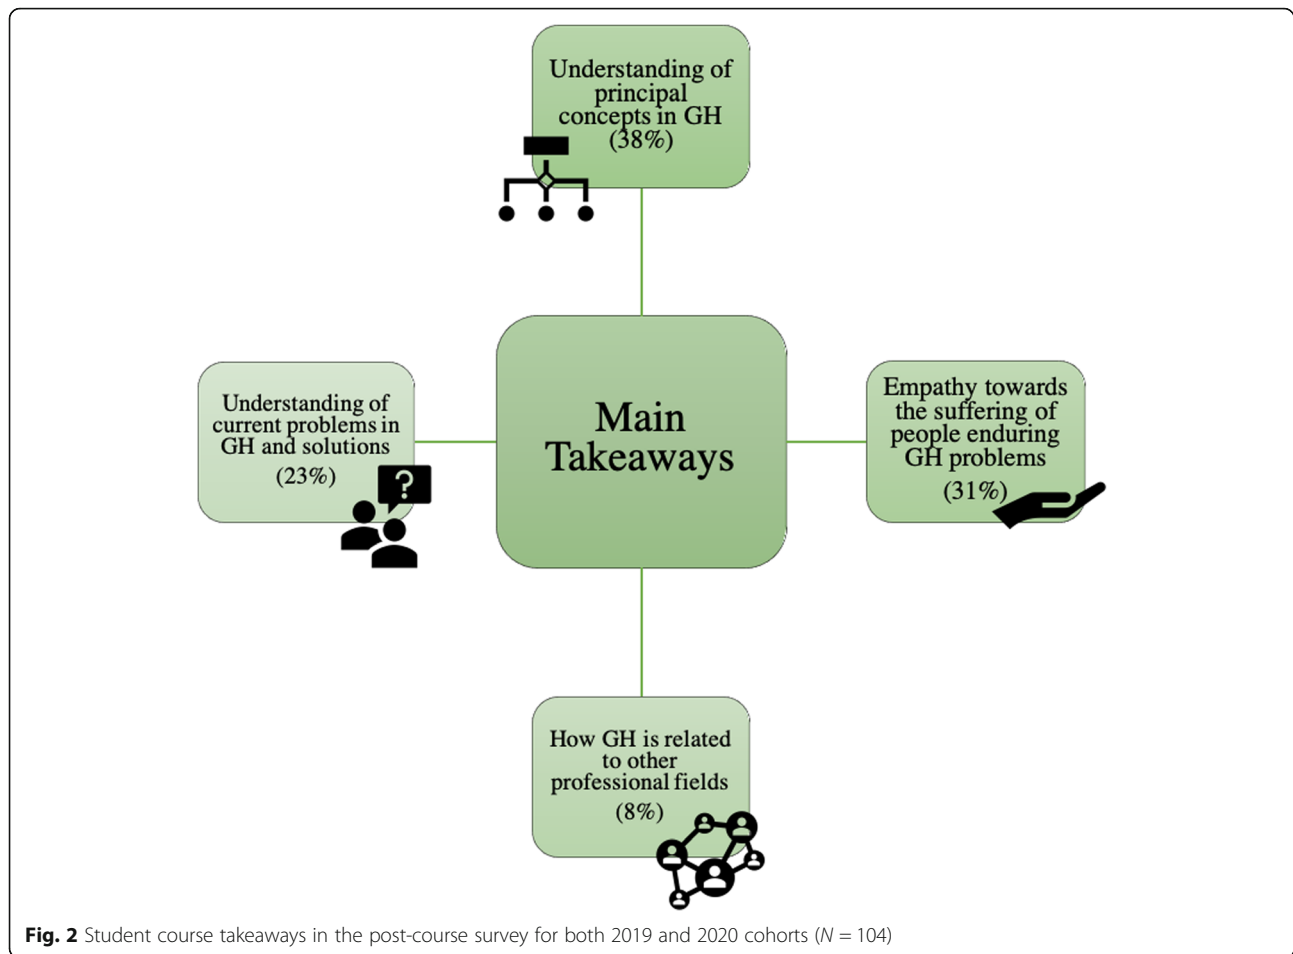 Understanding of
principal
concepts in GH
(38%)
Understanding of
current problems in
GH and solutions
(23%)
?
Main
Takeaways
Empathy towards
the suffering of
people enduring
GH problems
(31%)
How GH is related
to other
professional fields
(8%)
Fig. 2 Student course takeaways in the post-course survey for both 2019 and 2020 cohorts (N = 104)